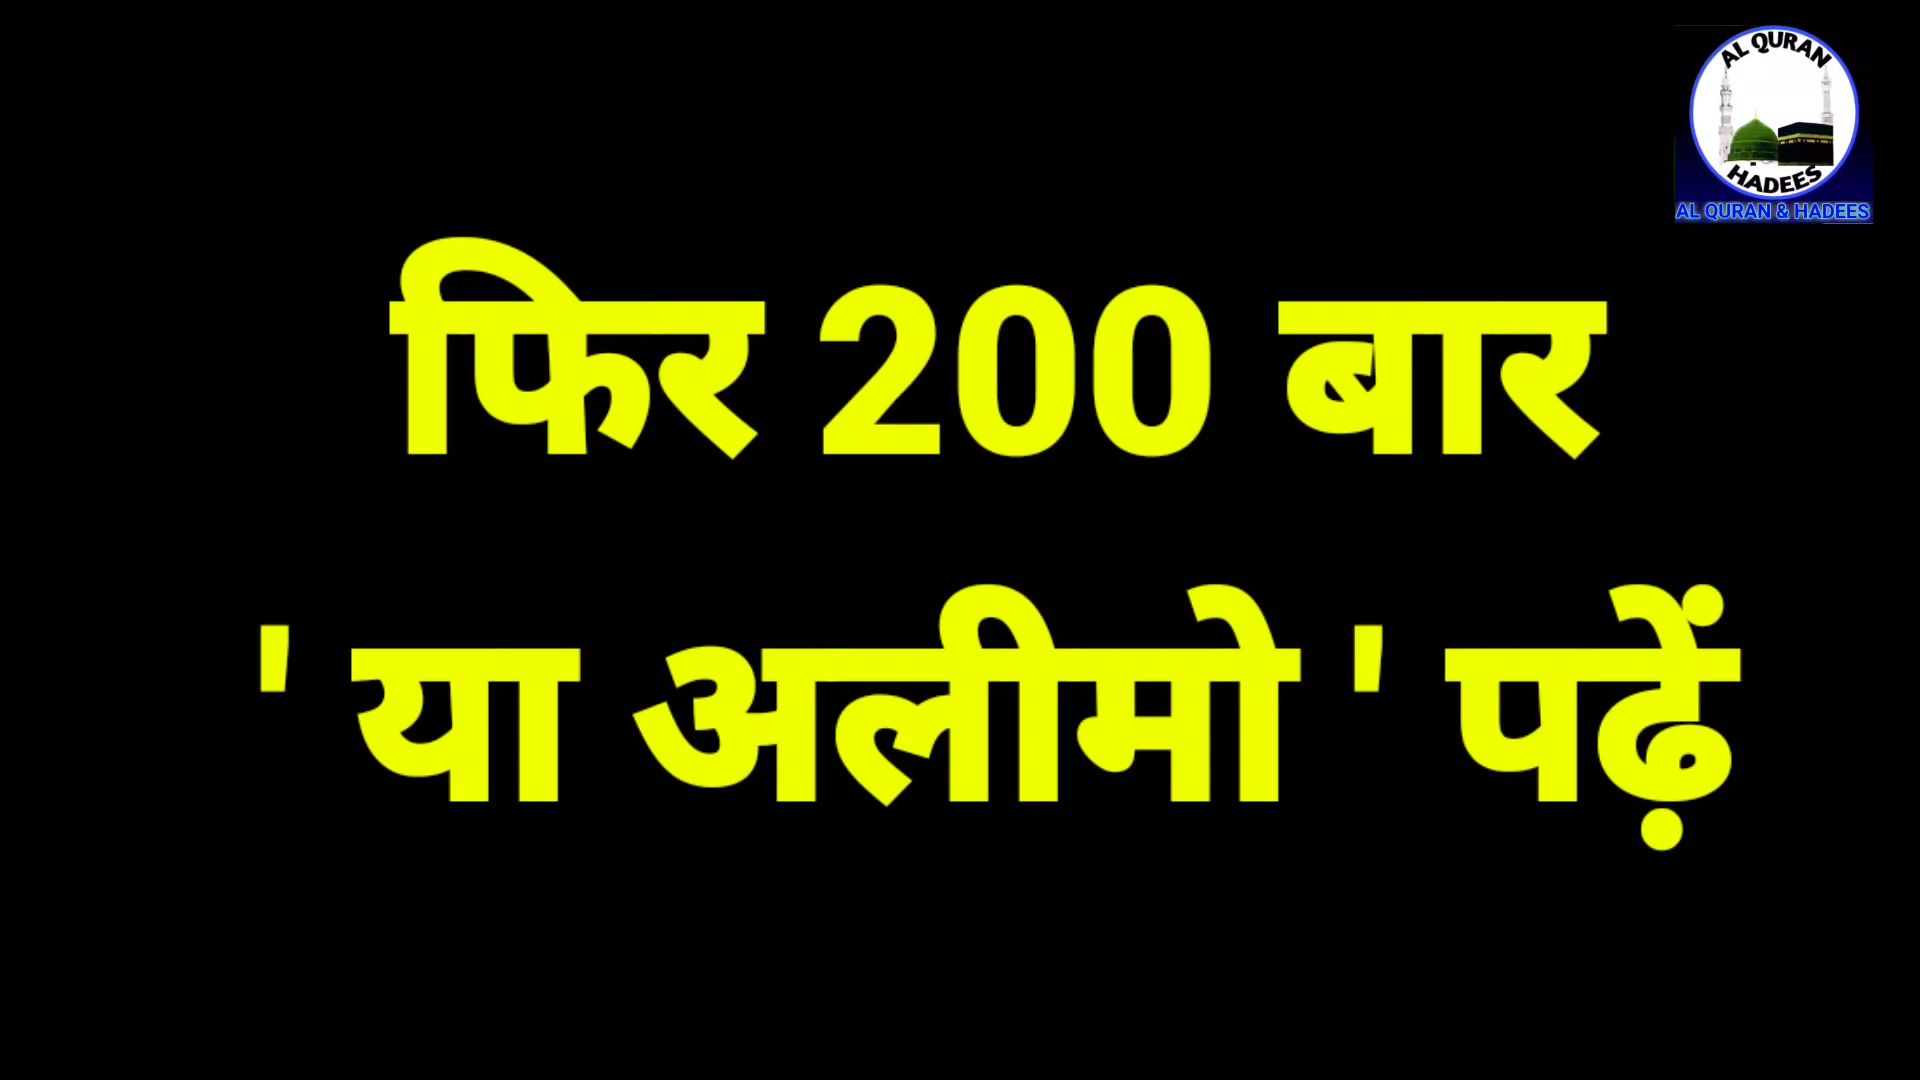 AL QURAN
HADEES
AL QURAN & HADEES
फिर 200 बार
' या अलीमो ' पढ़ें